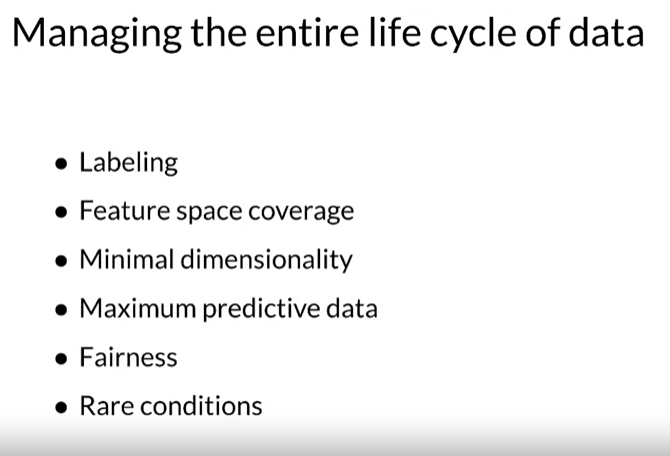 Managing the entire life cycle of data
• Labeling
• Feature space coverage
• Minimal dimensionality
• Maximum predictive data
• Fairness
• Rare conditions